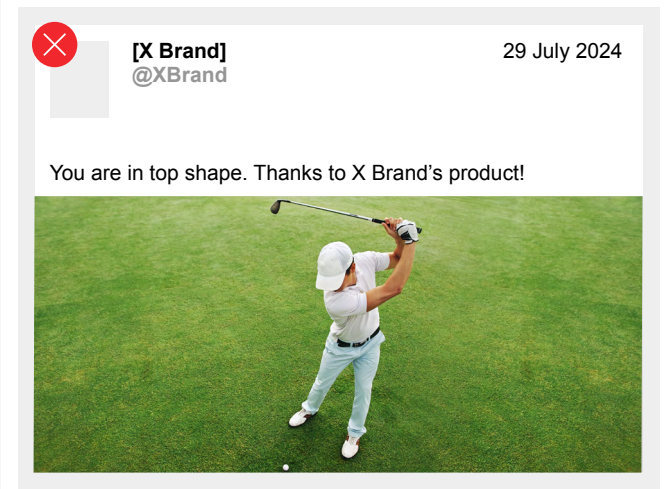 [X Brand]
29 July 2024
@XBrand
You are in top shape. Thanks to X Brand’s product!